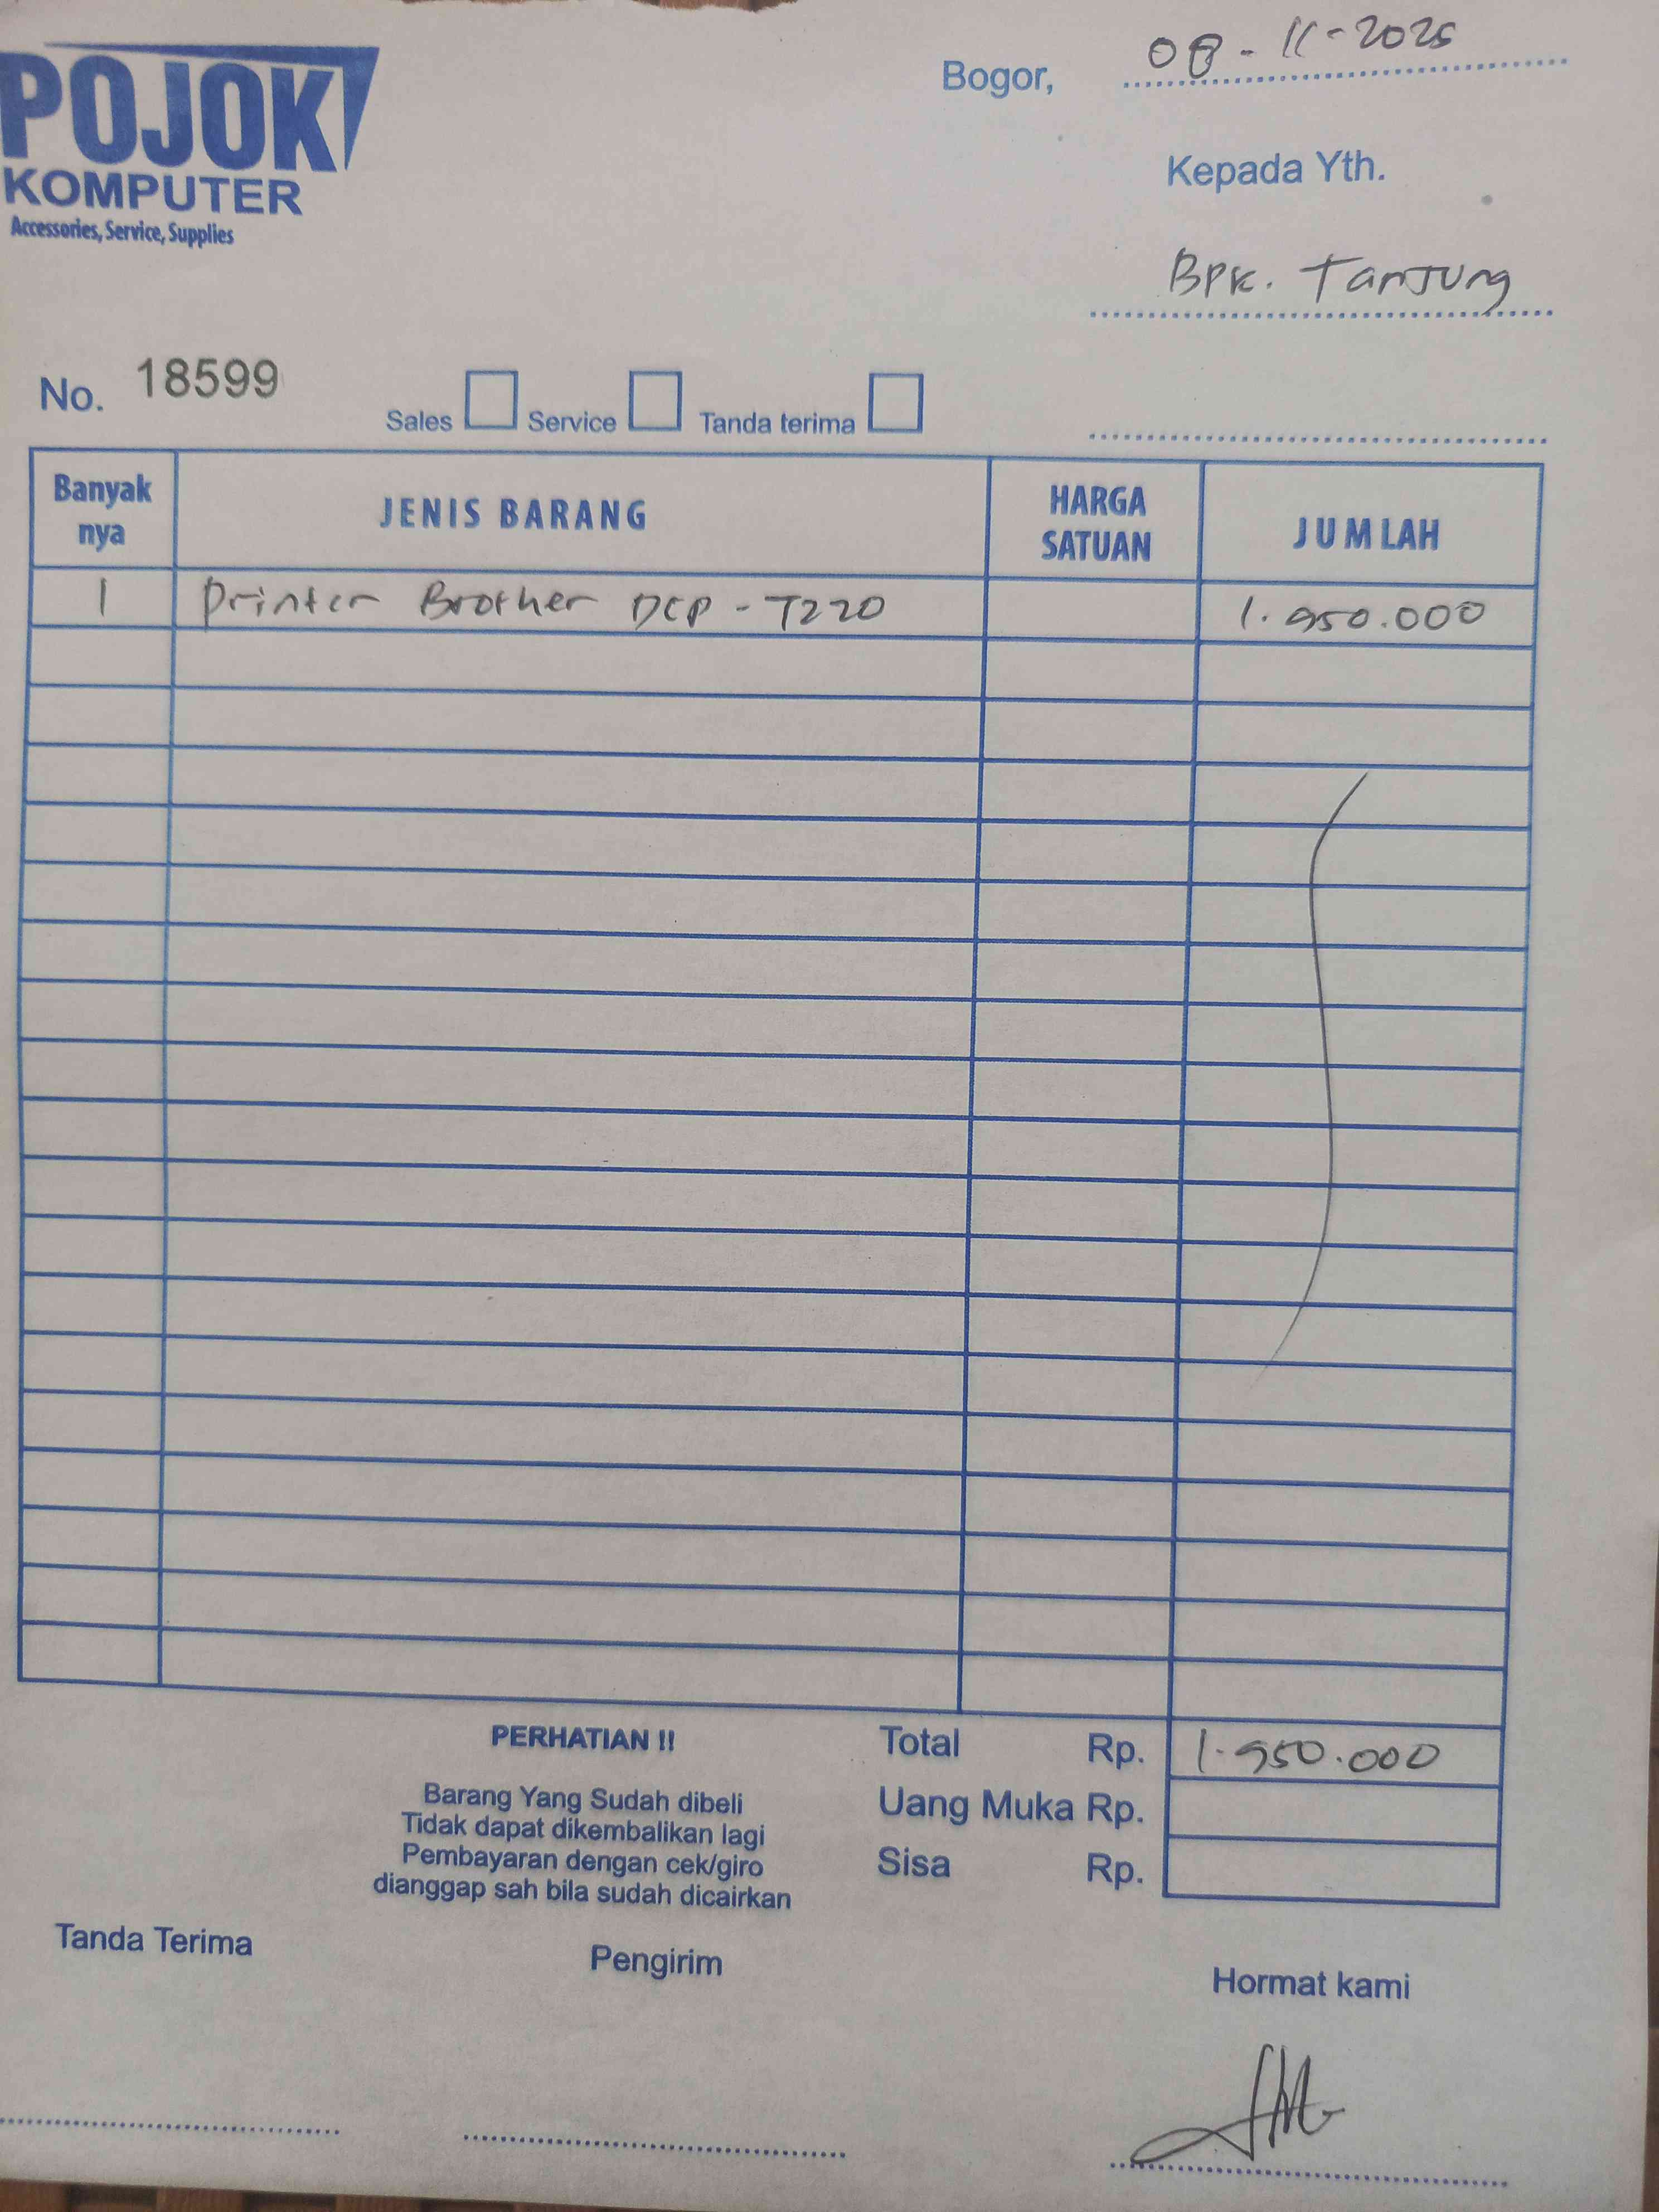 POJOK
KOMPUTER
Accessories, Service, Supplies
Bogor, 08-11-2025
Kepada Yth.
Bpk. Tanjung
No. 18599
Sales Service Tanda terima
Banyak nya JENIS BARANG HARGA SATUAN JUMLAH
1 Printer Brother DCP-T220 1.950.000
PERHATIAN !!
Barang Yang Sudah dibeli
Tidak dapat dikembalikan lagi
Pembayaran dengan cek/giro
dianggap sah bila sudah dicairkan
Total Rp. 1.950.000
Uang Muka Rp.
Sisa Rp.
Tanda Terima
Pengirim
Hormat kami